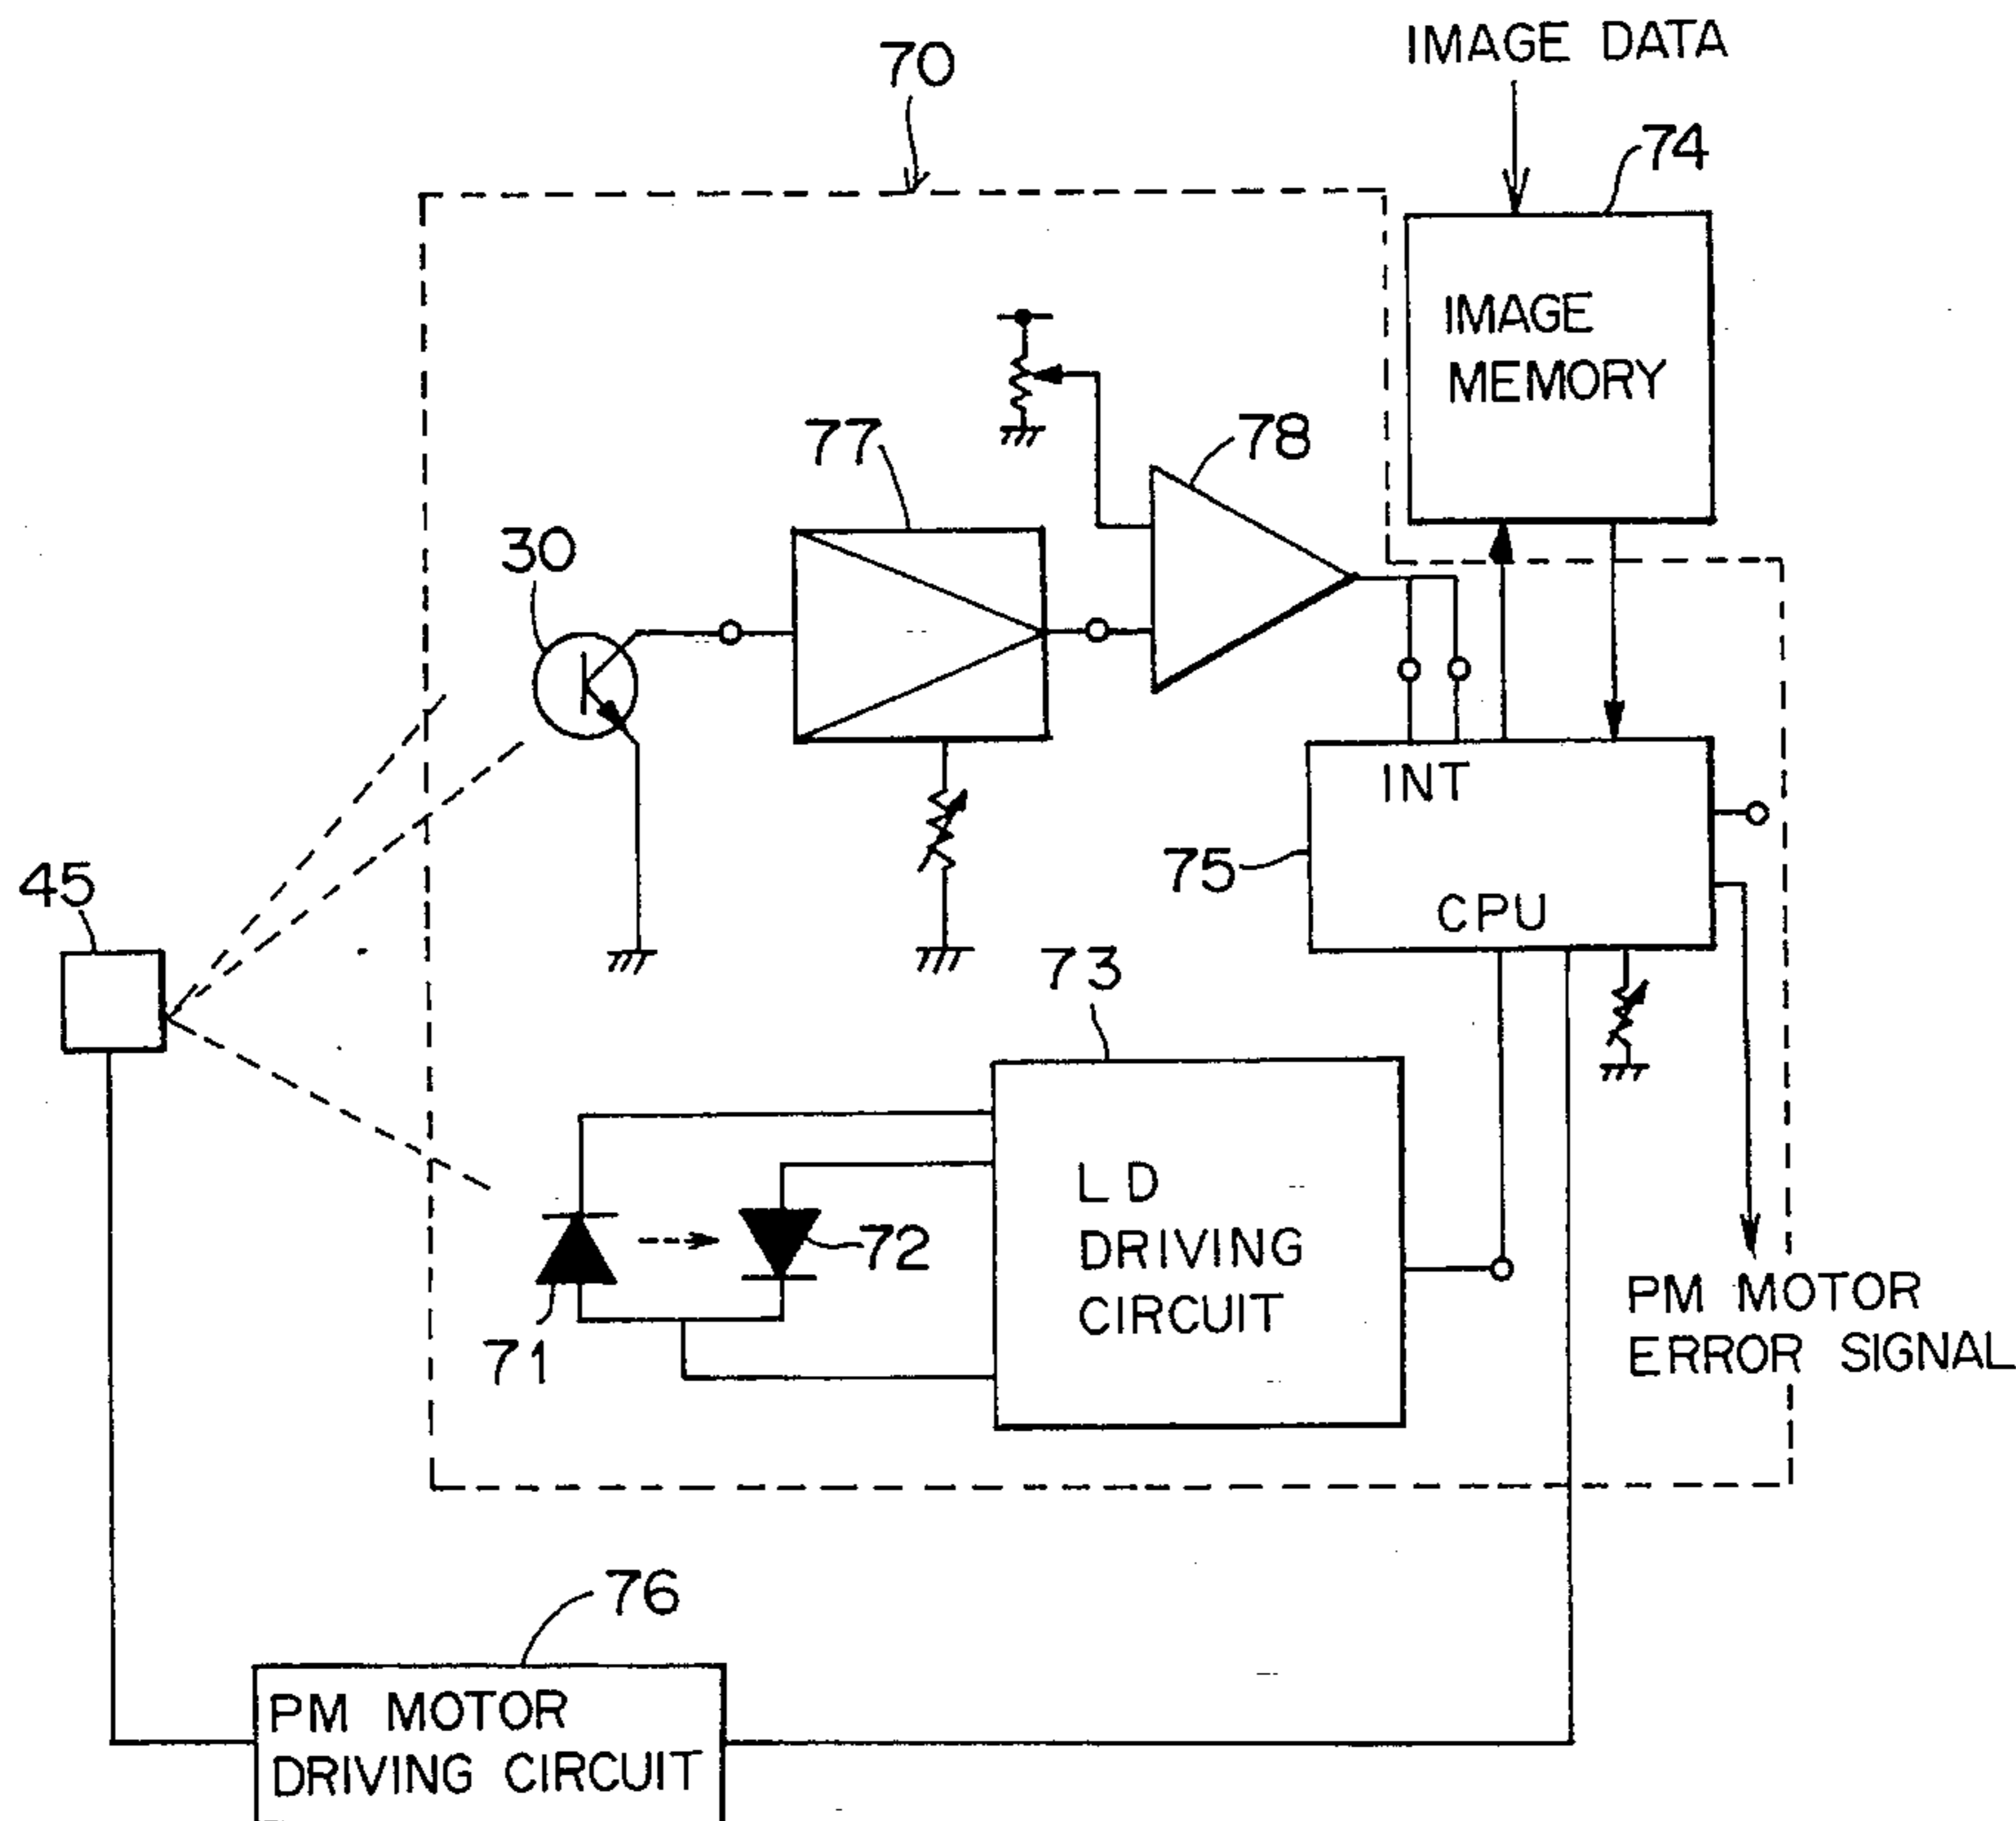 IMAGE DATA
70
74
IMAGE
MEMORY
77
78
30
INT
75
CPU
45
73
LD
DRIVING
CIRCUIT
72
71
PM MOTOR
ERROR SIGNAL
76
PM MOTOR
DRIVING CIRCUIT